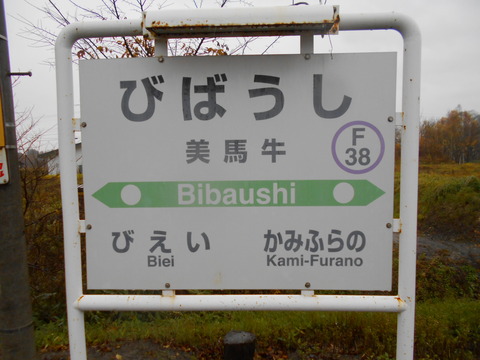 びばうし
美馬牛
F
38
Bibaushi
びえい かみふらの
Biei Kami-Furano